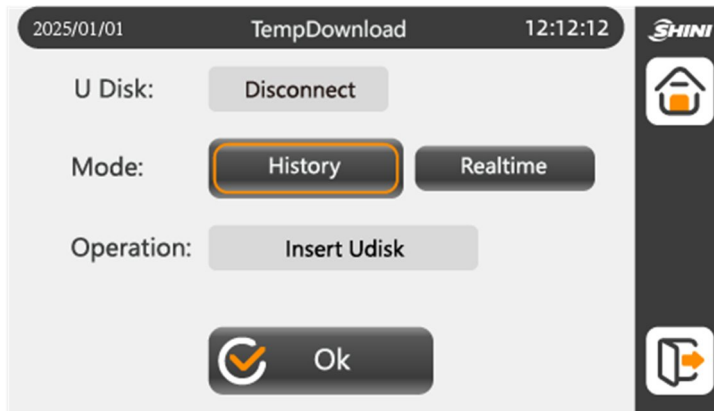 2025/01/01 TempDownload 12:12:12 SHINI
U Disk: Disconnect
Mode: History Realtime
Operation: Insert Udisk
Ok